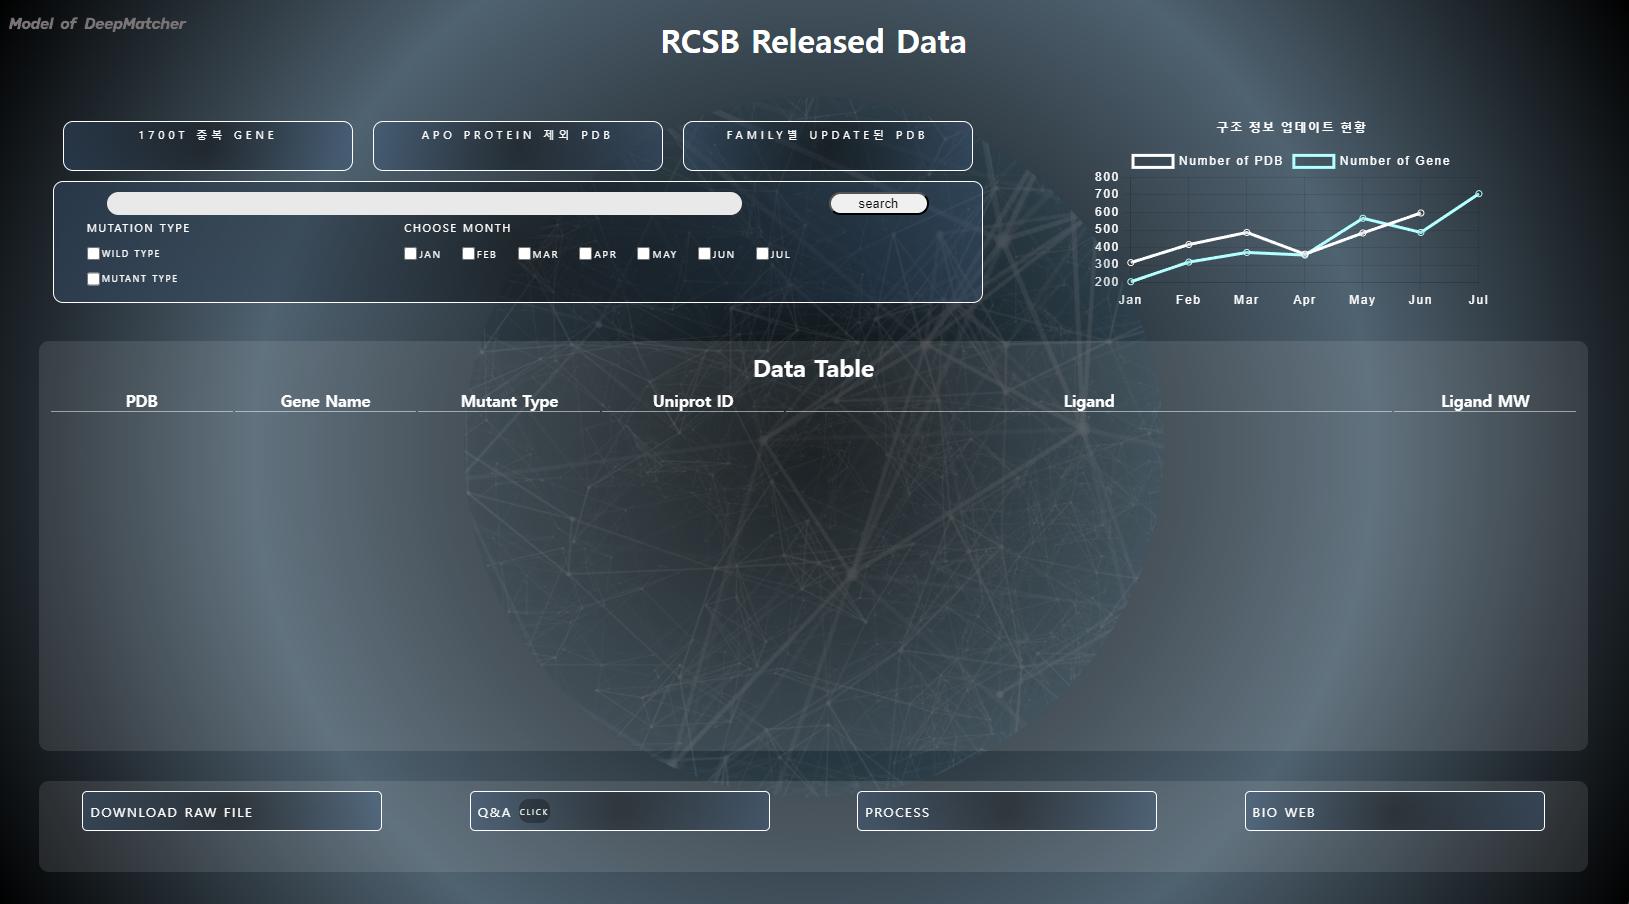 Model of DeepMatcher
RCSB Released Data
1700T 중복 GENE
APO PROTEIN 제외 PDB
FAMILY별 UPDATE된 PDB
search
MUTATION TYPE
WILD TYPE
MUTANT TYPE
CHOOSE MONTH
JAN FEB MAR APR MAY JUN JUL
구조 정보 업데이트 현황
Number of PDB Number of Gene
800
700
600
500
400
300
200
Jan Feb Mar Apr May Jun Jul
Data Table
PDB Gene Name Mutant Type Uniprot ID Ligand Ligand MW
DOWNLOAD RAW FILE
Q&A CLICK
PROCESS
BIO WEB